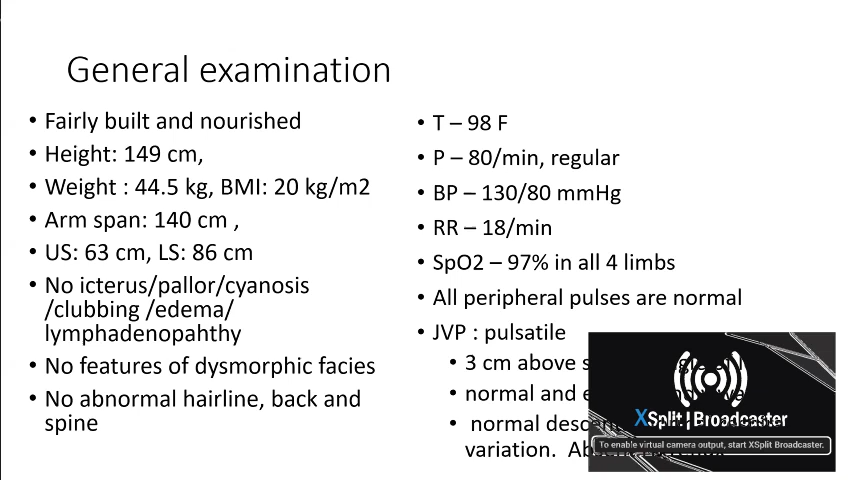 General examination
• Fairly built and nourished
• Height: 149 cm,
• Weight : 44.5 kg, BMI: 20 kg/m2
• Arm span: 140 cm ,
• US: 63 cm, LS: 86 cm
• No icterus/pallor/cyanosis
/clubbing /edema/
lymphadenopahthy
• No features of dysmorphic facies
• No abnormal hairline, back and
spine
• T – 98 F
• P – 80/min, regular
• BP – 130/80 mmHg
• RR – 18/min
• SpO2 – 97% in all 4 limbs
• All peripheral pulses are normal
• JVP : pulsatile
• 3 cm above
• normal and
• normal
variation.
XSplit | Broadcaster
To enable virtual camera output, start XSplit Broadcaster.